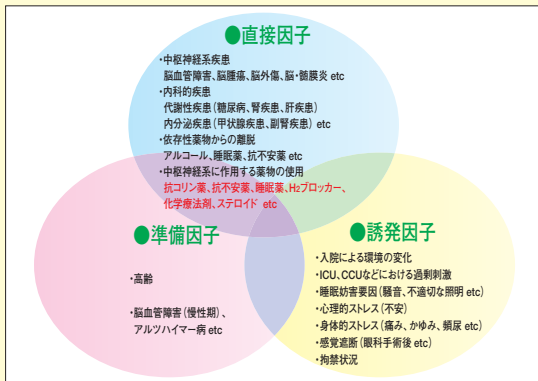 ●直接因子
・中枢神経系疾患
脳血管障害、脳腫瘍、脳外傷、脳・髄膜炎 etc
・内科的疾患
代謝性疾患(糖尿病、腎疾患、肝疾患)
内分泌疾患(甲状腺疾患、副腎疾患) etc
・依存性薬物からの離脱
アルコール、睡眠薬、抗不安薬 etc
・中枢神経系に作用する薬物の使用
抗コリン薬、抗不安薬、睡眠薬、H2ブロッカー、
化学療法剤、ステロイド etc
●準備因子
・高齢
・脳血管障害(慢性期)、
アルツハイマー病 etc
●誘発因子
・入院による環境の変化
・ICU、CCUなどにおける過剰刺激
・睡眠妨害要因(騒音、不適切な照明 etc)
・心理的ストレス(不安)
・身体的ストレス(痛み、かゆみ、頻尿 etc)
・感覚遮断(眼科手術後 etc)
・拘禁状況